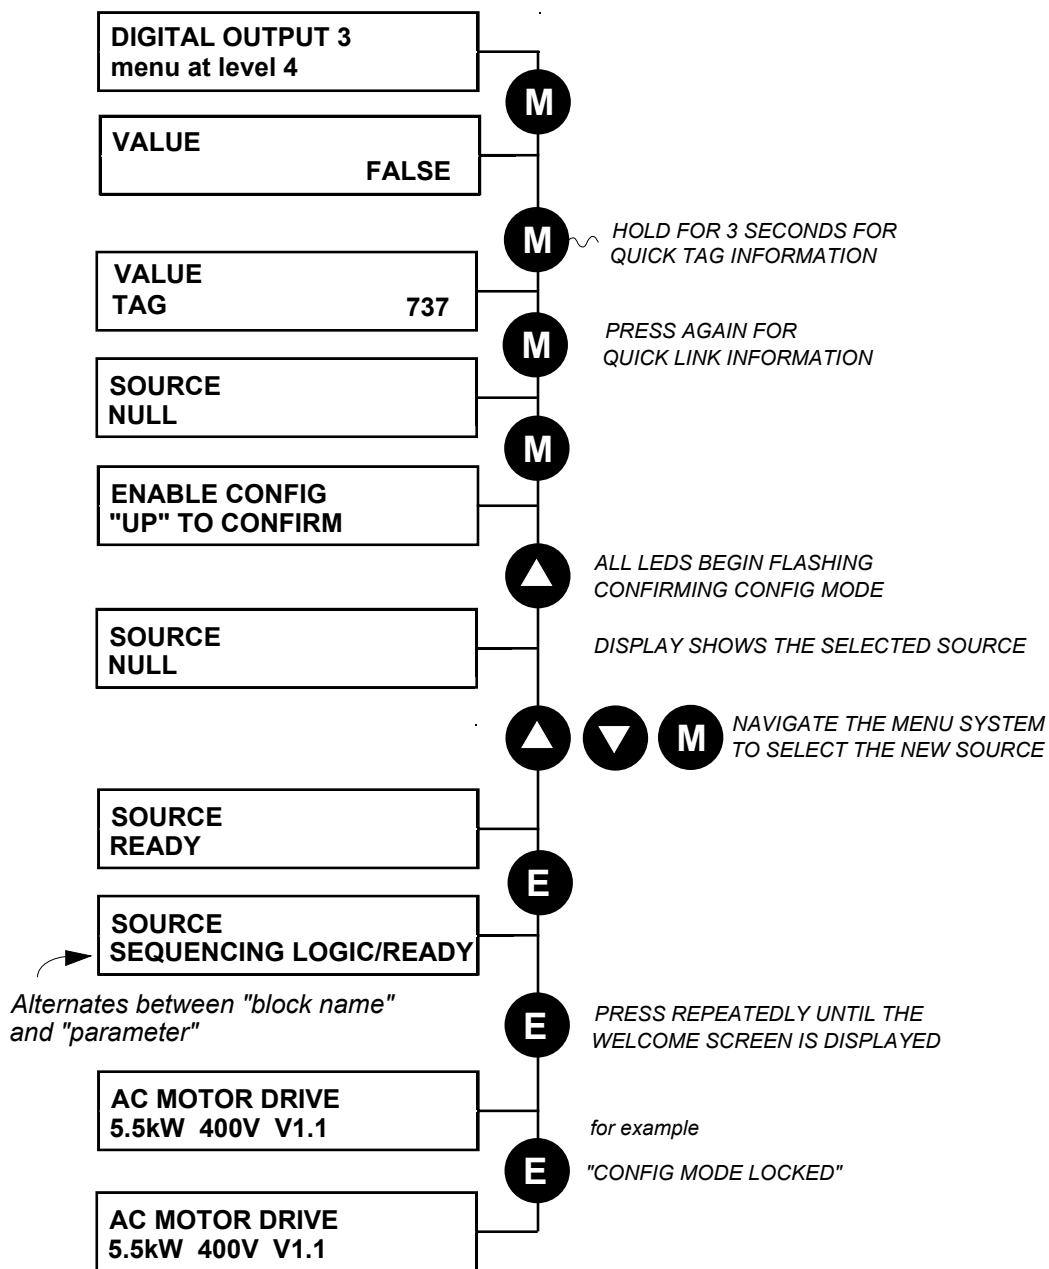 DIGITAL OUTPUT 3
menu at level 4
M
VALUE
FALSE
M
HOLD FOR 3 SECONDS FOR
QUICK TAG INFORMATION
VALUE
TAG 737
M
PRESS AGAIN FOR
QUICK LINK INFORMATION
SOURCE
NULL
M
ENABLE CONFIG
"UP" TO CONFIRM
ALL LEDS BEGIN FLASHING
CONFIRMING CONFIG MODE
SOURCE
NULL
DISPLAY SHOWS THE SELECTED SOURCE
M
NAVIGATE THE MENU SYSTEM
TO SELECT THE NEW SOURCE
SOURCE
READY
E
SOURCE
SEQUENCING LOGIC/READY
Alternates between "block name"
and "parameter"
E
PRESS REPEATEDLY UNTIL THE
WELCOME SCREEN IS DISPLAYED
AC MOTOR DRIVE
5.5kW 400V V1.1
for example
E
"CONFIG MODE LOCKED"
AC MOTOR DRIVE
5.5kW 400V V1.1